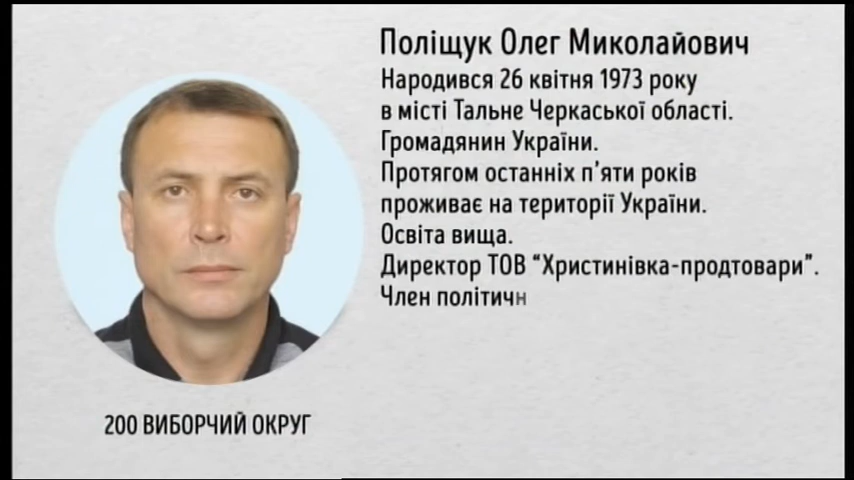 Поліщук Олег Миколайович
Народився 26 квітня 1973 року
в місті Тальне Черкаської області.
Громадянин України.
Протягом останніх п’яти років
проживає на території України.
Освіта вища.
Директор ТОВ “Христинівка-продтовари”.
Член політичн
200 ВИБОРЧИЙ ОКРУГ